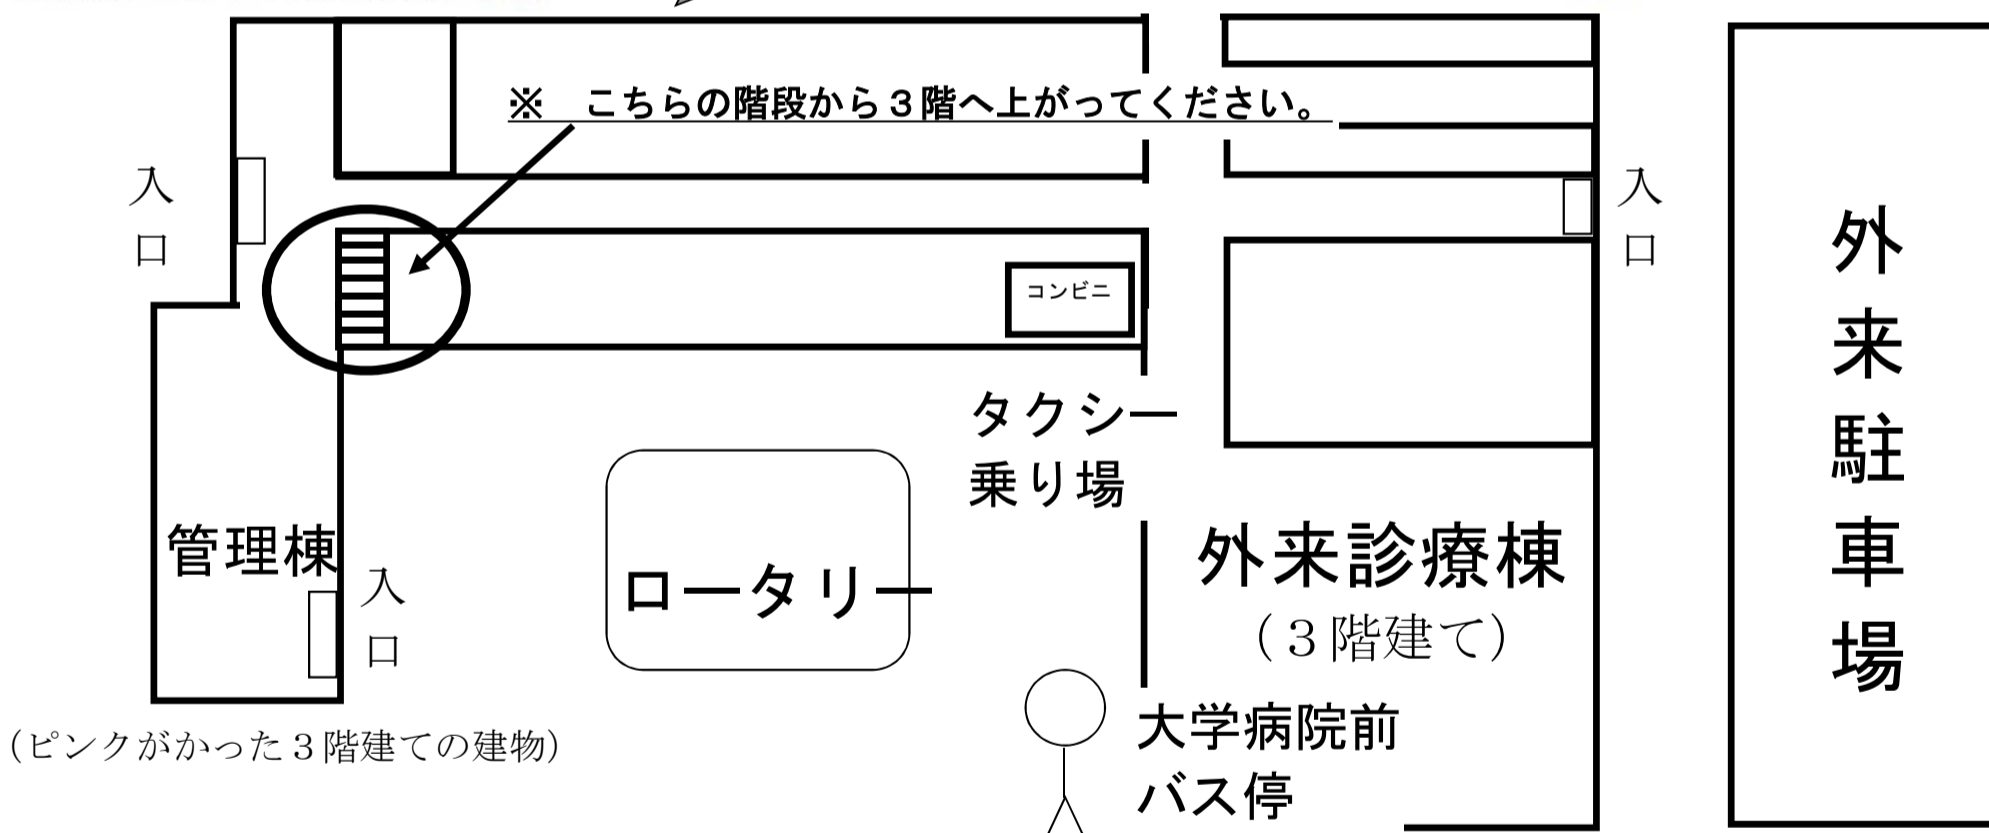 ※　こちらの階段から３階へ上がってください。
入口
入口
外来駐車場
コンビニ
タクシー
乗り場
管理棟
入口
ロータリー
外来診療棟
（３階建て）
大学病院前
バス停
（ピンクがかった３階建ての建物）